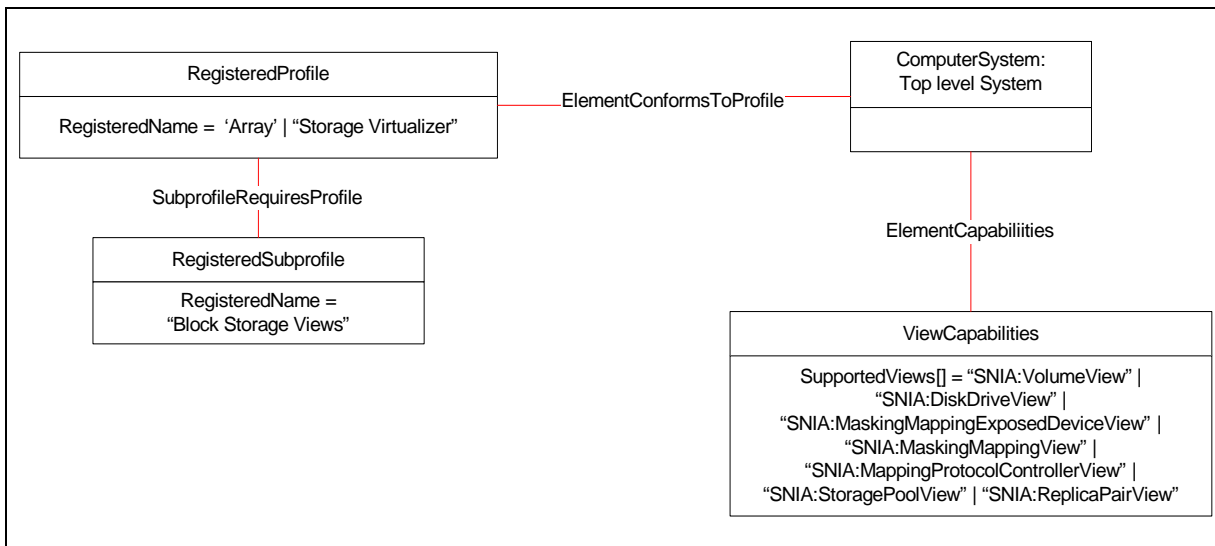 RegisteredProfile
RegisteredName = ‘Array’ | “Storage Virtualizer”
ElementConformsToProfile
ComputerSystem:
Top level System
SubprofileRequiresProfile
ElementCapabiliities
RegisteredSubprofile
RegisteredName =
“Block Storage Views”
ViewCapabilities
SupportedViews[] = “SNIA:VolumeView” |
“SNIA:DiskDriveView” |
“SNIA:MaskingMappingExposedDeviceView” |
“SNIA:MaskingMappingView” |
“SNIA:MappingProtocolControllerView” |
“SNIA:StoragePoolView” | “SNIA:ReplicaPairView”